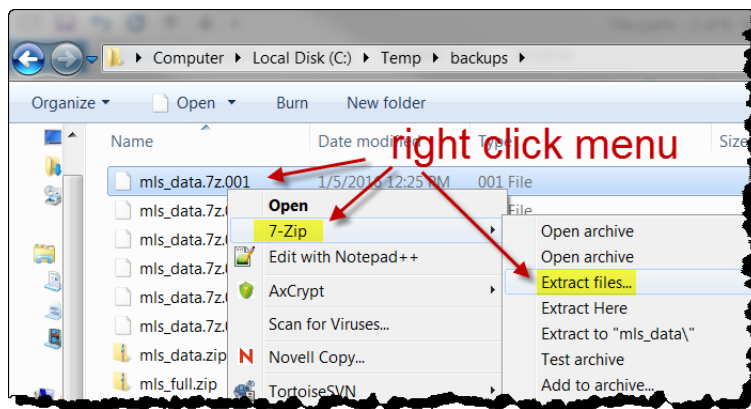 Computer ▸ Local Disk (C:) ▸ Temp ▸ backups ▸
Organize Open Burn New folder
Name Date modified Type Size
right click menu
mls_data.7z.001 1/5/2016 12:25 PM 001 File
mls_data.7z. File
mls_data.7z.
mls_data.7z.
mls_data.7z.
mls_data.7z.
mls_data.zip
mls_full.zip
Open
7-Zip
Edit with Notepad++
AxCrypt
Scan for Viruses...
Novell Copy...
TortoiseSVN
Open archive
Open archive
Extract files...
Extract Here
Extract to "mls_data\"
Test archive
Add to archive...